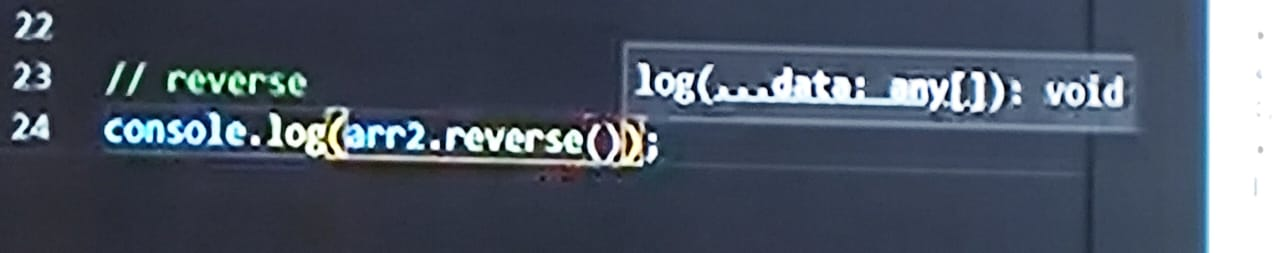 22
23 // reverse
log(...data: any[]): void
24 console.log(arr2.reverse());